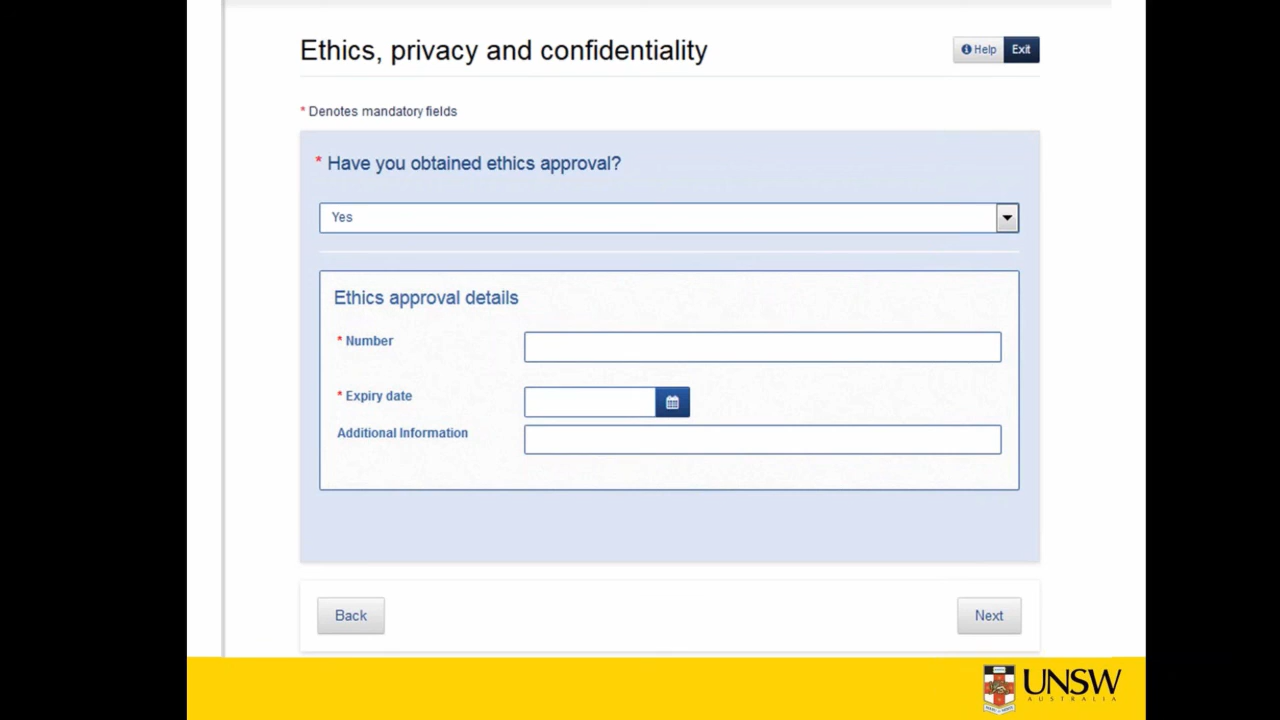 Ethics, privacy and confidentiality
Help
Exit
* Denotes mandatory fields
* Have you obtained ethics approval?
Yes
Ethics approval details
* Number
* Expiry date
Additional Information
Back
Next
UNSW
AUSTRALIA